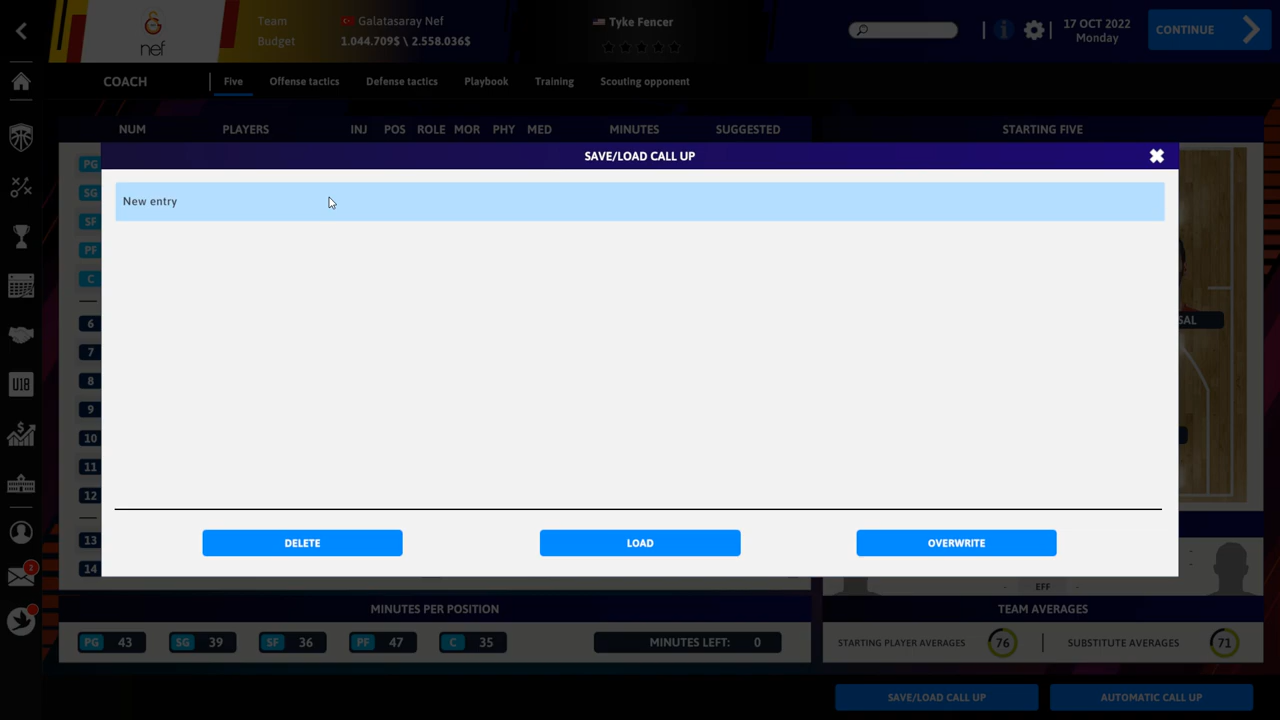 Team
Galatasaray Nef
Tyke Fencer
17 OCT 2022
Monday
CONTINUE
Budget
1.044.709$ \ 2.558.036$
nef
COACH
Five
Offense tactics
Defense tactics
Playbook
Training
Scouting opponent
NUM
PLAYERS
INJ
POS
ROLE
MOR
PHY
MED
MINUTES
SUGGESTED
STARTING FIVE
SAVE/LOAD CALL UP
New entry
PG
SG
SF
PF
C
6
7
8
9
10
11
12
13
14
SAL
U18
2
DELETE
LOAD
OVERWRITE
- EFF -
MINUTES PER POSITION
PG 43
SG 39
SF 36
PF 47
C 35
MINUTES LEFT: 0
TEAM AVERAGES
STARTING PLAYER AVERAGES 76
SUBSTITUTE AVERAGES 71
SAVE/LOAD CALL UP
AUTOMATIC CALL UP